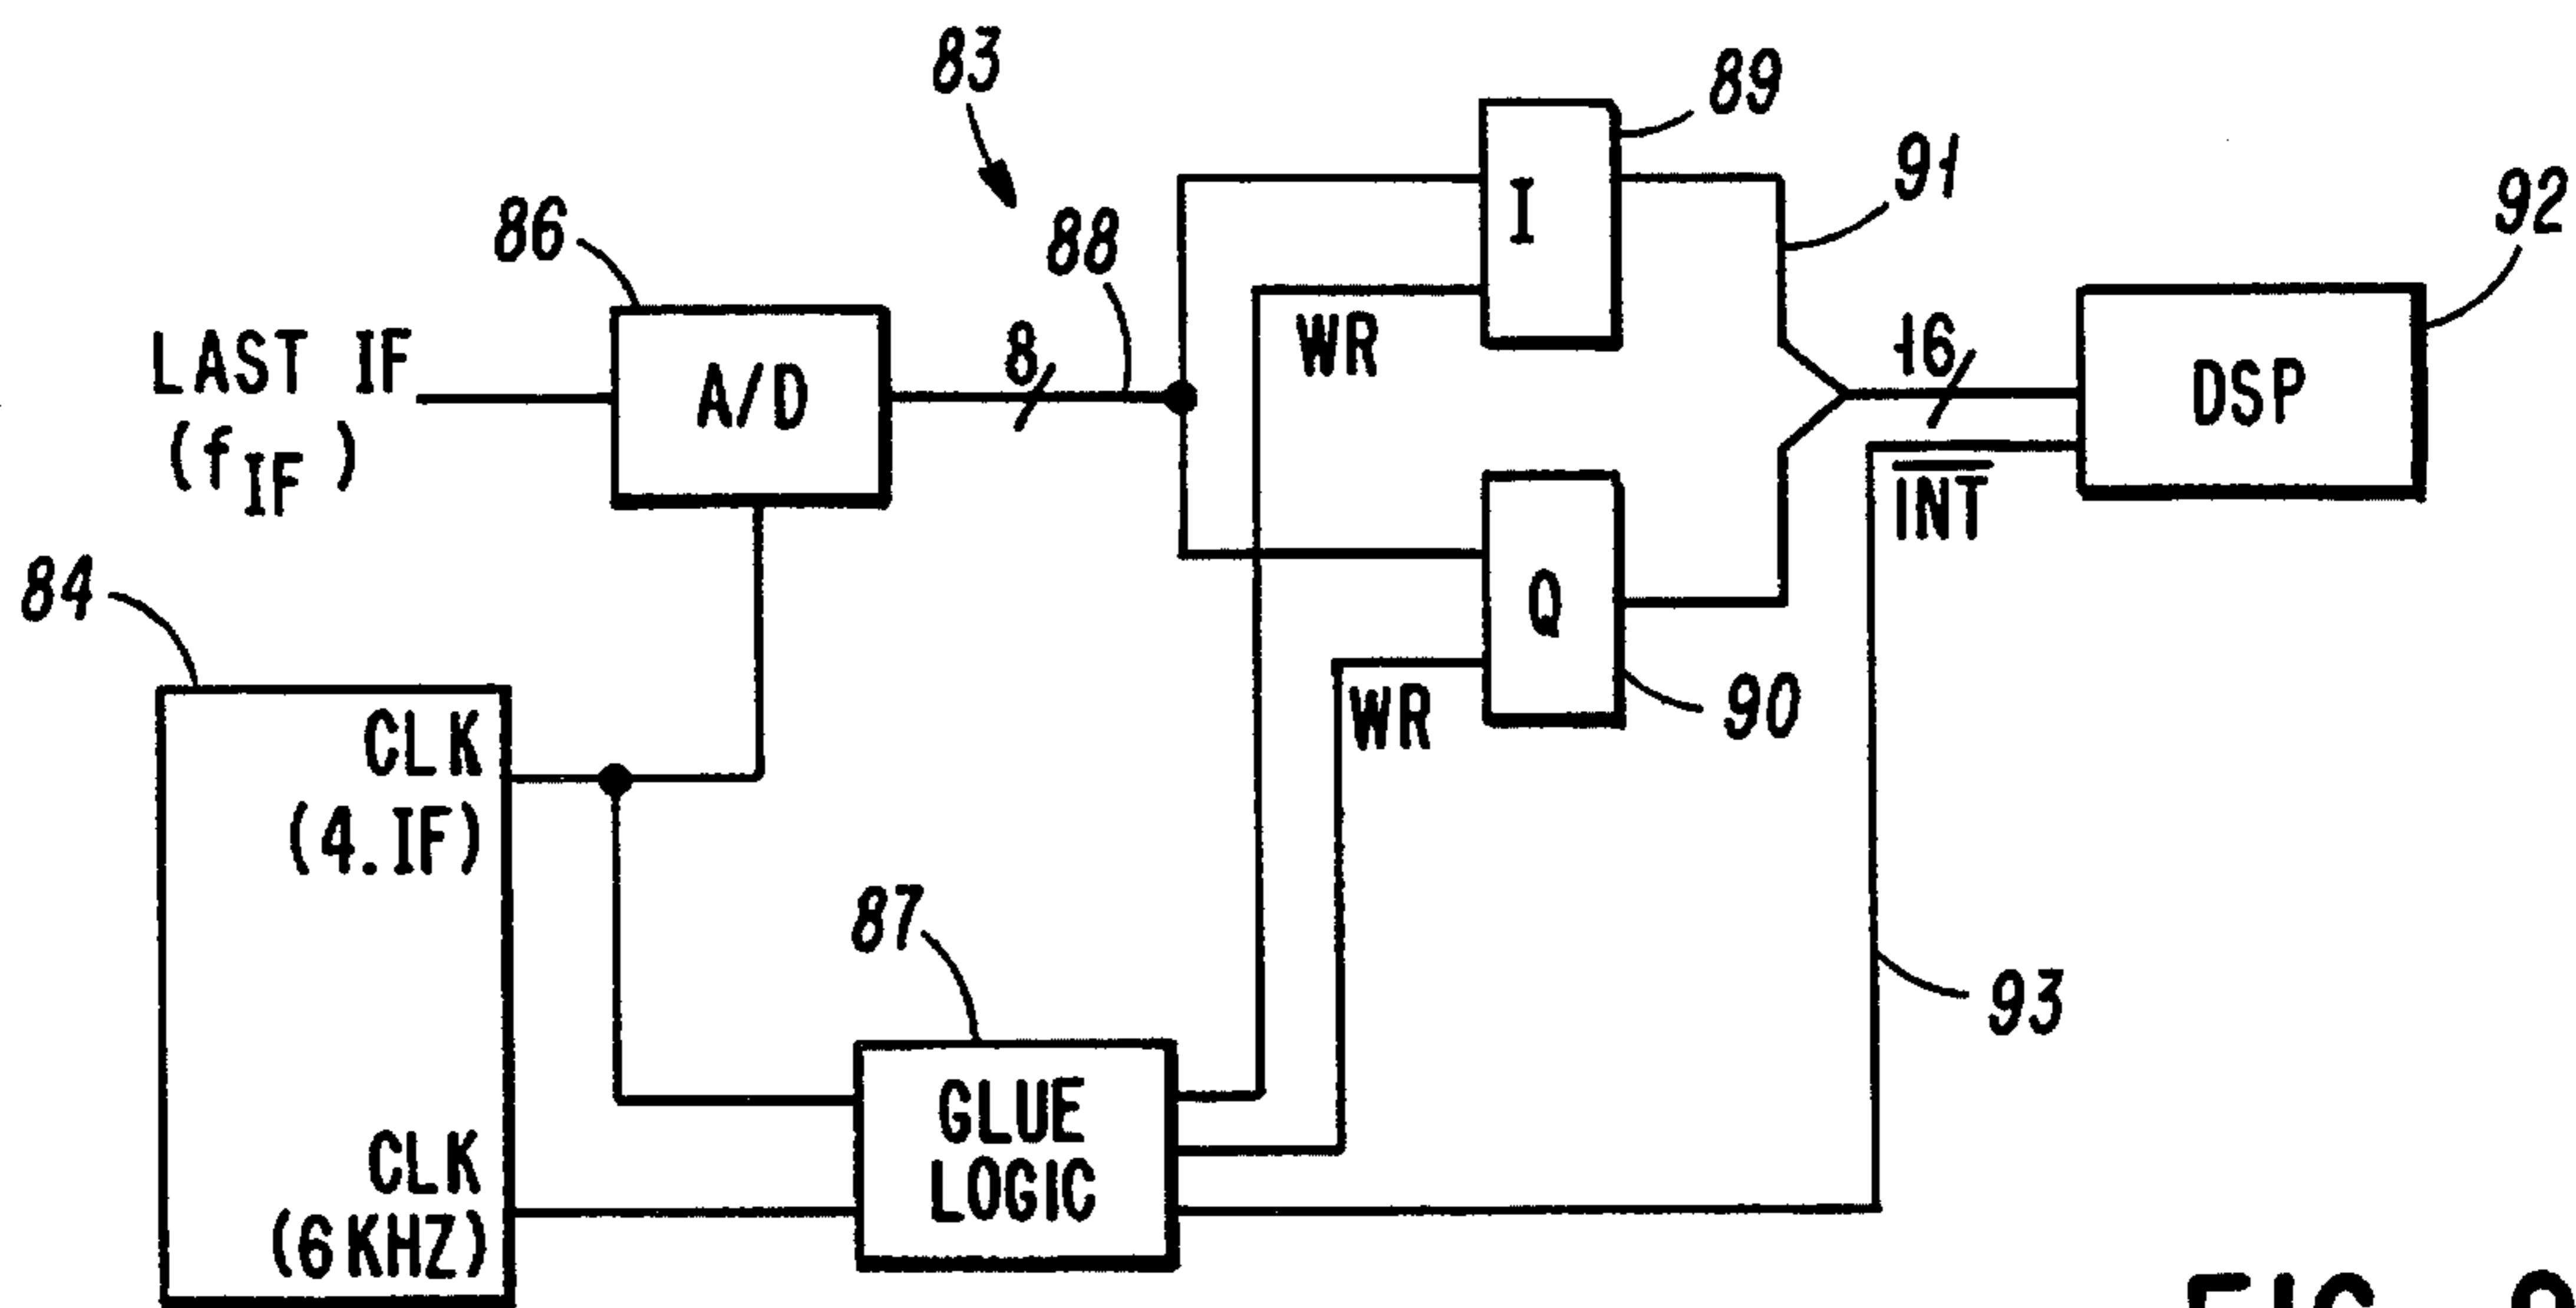 83
89
91
92
86
88
I
LAST IF
(fIF)
A/D
8
WR
16
DSP
INT
84
Q
90
WR
CLK
(4.IF)
87
93
GLUE
LOGIC
CLK
(6KHZ)